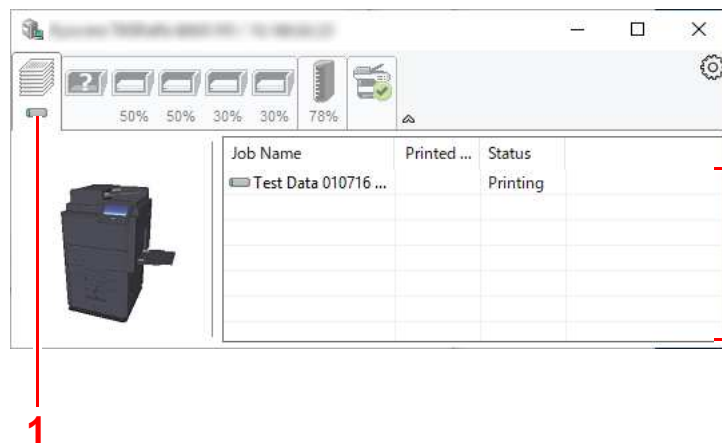 50% 50% 30% 30% 78%
Job Name Printed ... Status
Test Data 010716 ... Printing
1